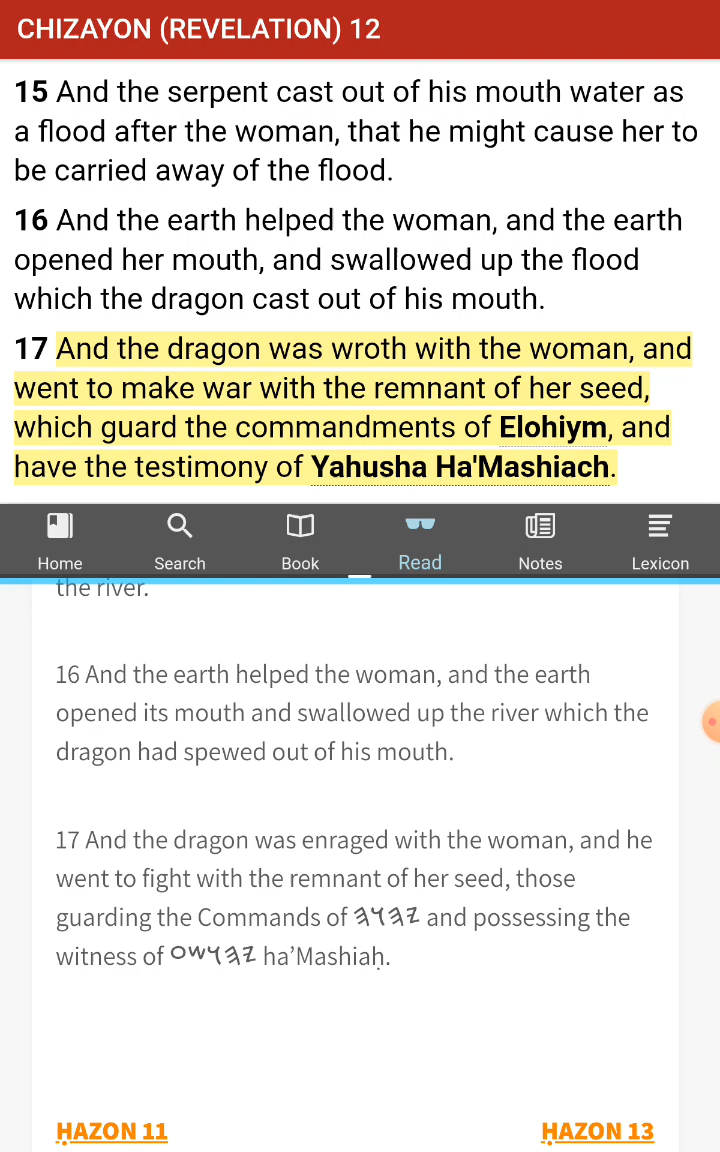 CHIZAYON (REVELATION) 12
15 And the serpent cast out of his mouth water as
a flood after the woman, that he might cause her to
be carried away of the flood.
16 And the earth helped the woman, and the earth
opened her mouth, and swallowed up the flood
which the dragon cast out of his mouth.
17 And the dragon was wroth with the woman, and
went to make war with the remnant of her seed,
which guard the commandments of Elohiym, and
have the testimony of Yahusha Ha'Mashiach.
Home Search Book Read Notes Lexicon
the river.
16 And the earth helped the woman, and the earth
opened its mouth and swallowed up the river which the
dragon had spewed out of his mouth.
17 And the dragon was enraged with the woman, and he
went to fight with the remnant of her seed, those
guarding the Commands of 𐤉𐤄𐤅𐤄 and possessing the
witness of 𐤉𐤄𐤅𐤔𐤏 ha’Mashiaḥ.
ḤAZON 11 ḤAZON 13